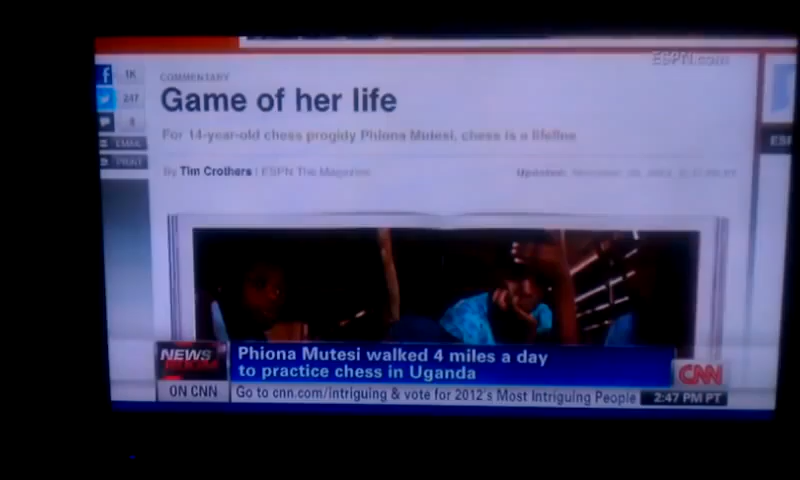 ESPN.com
1K
COMMENTARY
247
Game of her life
8
For 14-year-old chess progidy Phiona Mutesi, chess is a lifeline
EMAIL
PRINT
By Tim Crothers | ESPN The Magazine
Updated:
NEWS
Phiona Mutesi walked 4 miles a day
to practice chess in Uganda
CNN
ON CNN
Go to cnn.com/intriguing & vote for 2012's Most Intriguing People
2:47 PM PT